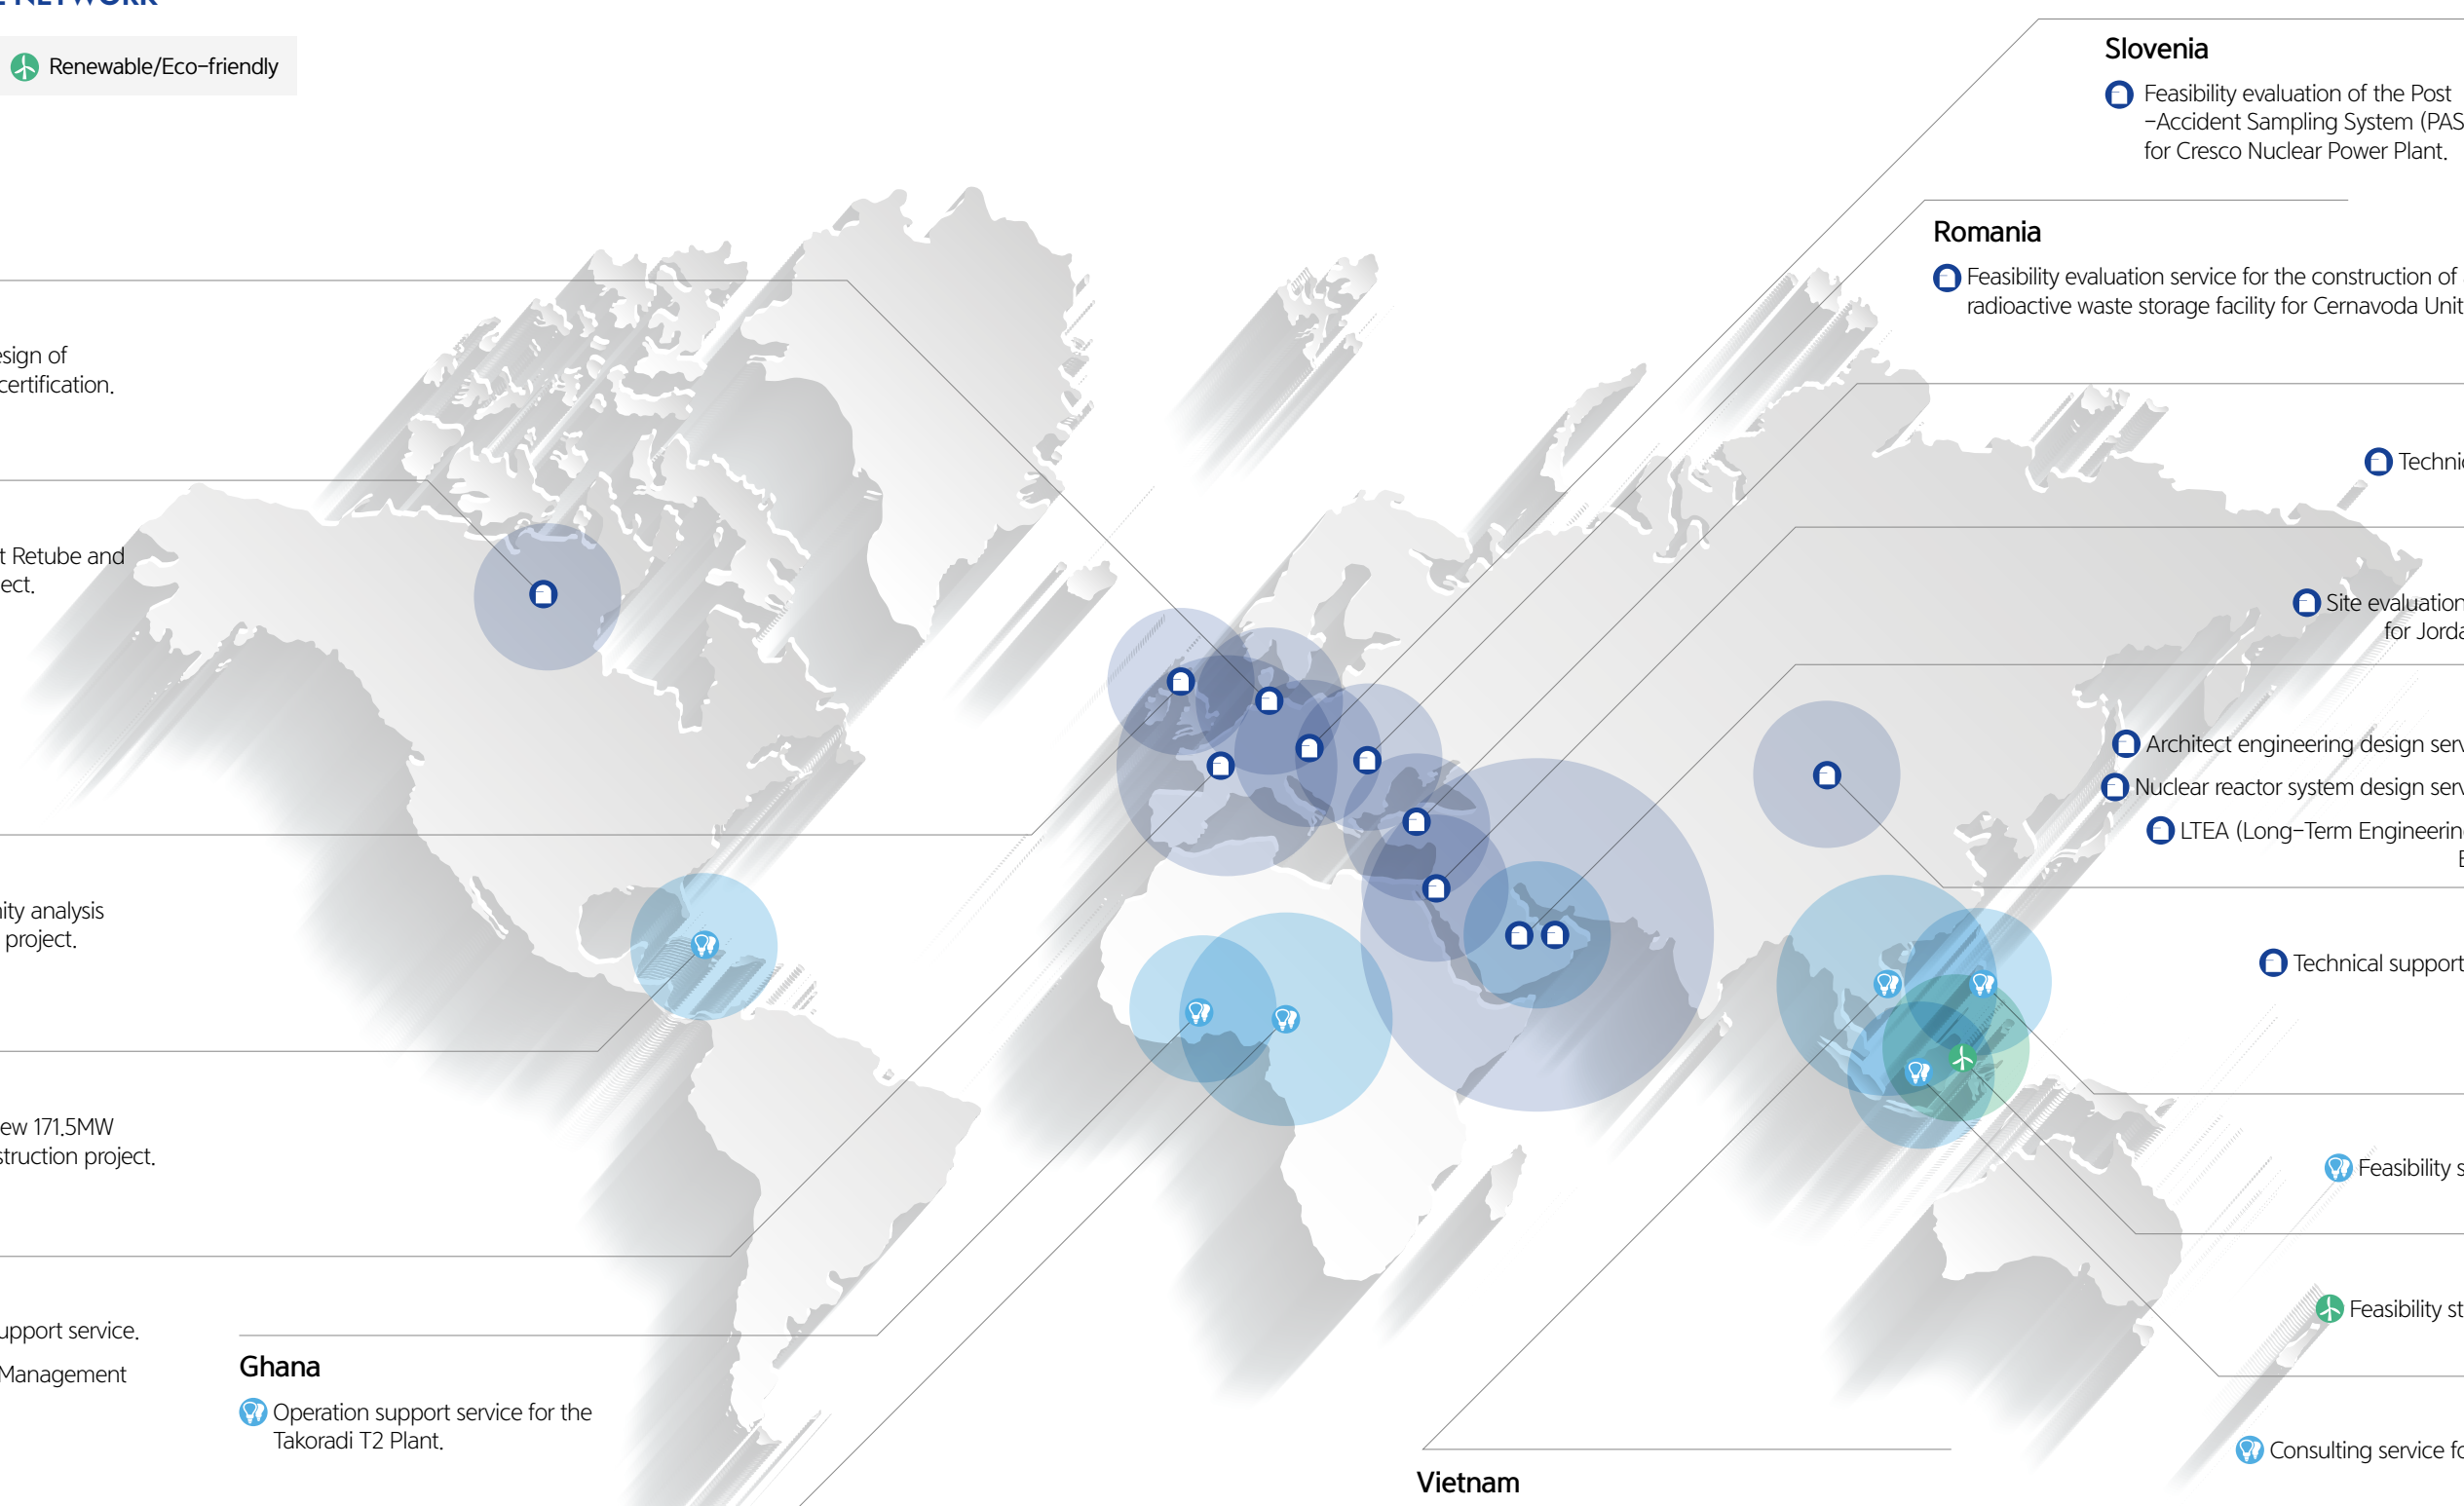 NETWORK
Renewable/Eco-friendly
Slovenia
Feasibility evaluation of the Post
-Accident Sampling System (PAS
for Cresco Nuclear Power Plant.
Romania
Feasibility evaluation service for the construction of
radioactive waste storage facility for Cernavoda Unit
esign of
certification.
Techni
t Retube and
ject.
Site evaluation
for Jorda
Architect engineering design serv
Nuclear reactor system design serv
LTEA (Long-Term Engineering
nity analysis
project.
Technical support
ew 171.5MW
struction project.
Feasibility s
Feasibility st
upport service.
Management
Ghana
Operation support service for the
Takoradi T2 Plant.
Consulting service fo
Vietnam